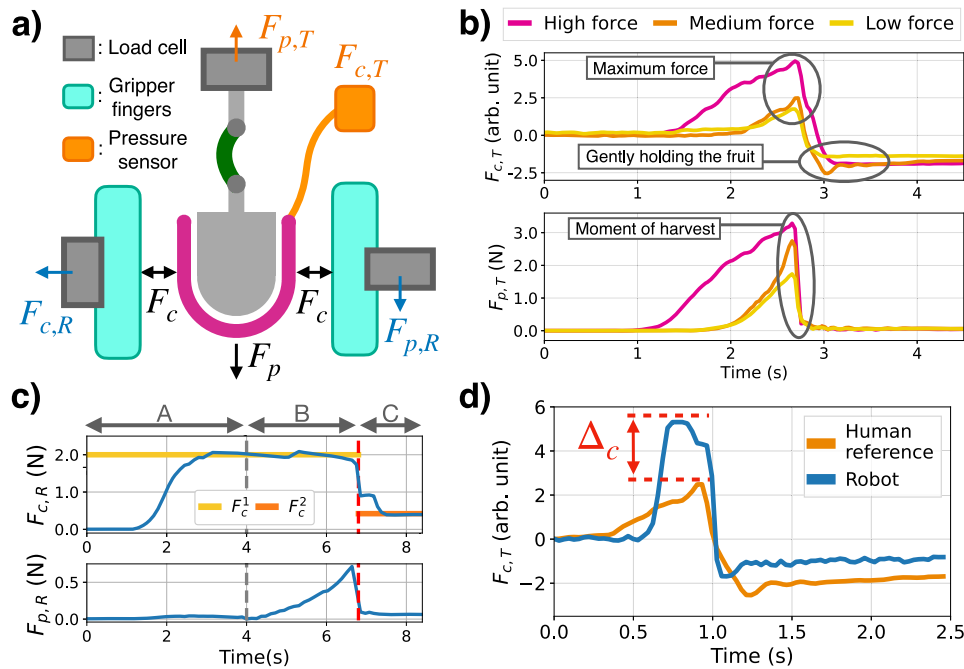 a)
: Load cell
: Gripper
fingers
: Pressure
sensor
F_{p,T}
F_{c,T}
F_{c,R}
F_c
F_c
F_{p,R}
F_p
b)
High force
Medium force
Low force
F_{c,T} (arb. unit)
5.0
2.5
0.0
-2.5
Maximum force
Gently holding the fruit
0 1 2 3 4
F_{p,T} (N)
3.0
2.0
1.0
0.0
Moment of harvest
0 1 2 3 4
Time (s)
c)
A B C
F_{c,R} (N)
2.0
1.0
0.0
F_c^1 F_c^2
0 2 4 6 8
F_{p,R} (N)
0.5
0.0
0 2 4 6 8
Time(s)
d)
F_{c,T} (arb. unit)
6
4
2
0
−2
Δ_c
Human
reference
Robot
0.0 0.5 1.0 1.5 2.0 2.5
Time (s)